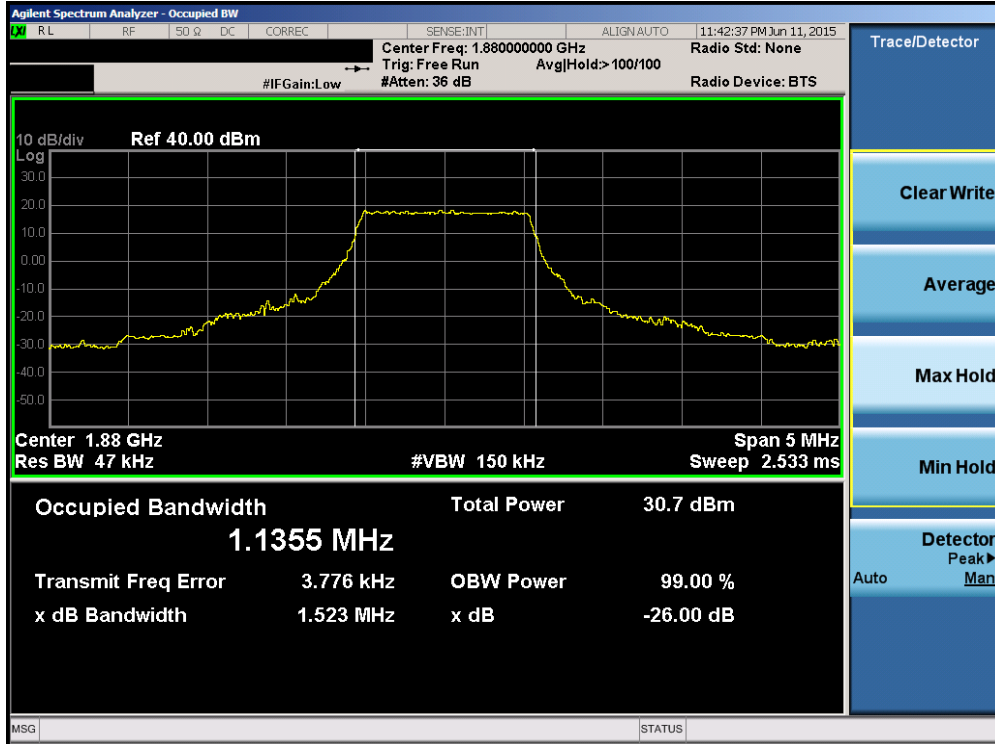 Agilent Spectrum Analyzer - Occupied BW
LXI RL RF 50 Ω DC CORREC SENSE:INT ALIGN AUTO 11:42:37 PM Jun 11, 2015
Center Freq: 1.880000000 GHz Radio Std: None
Trig: Free Run Avg|Hold:>100/100
#IFGain:Low #Atten: 36 dB Radio Device: BTS
10 dB/div Ref 40.00 dBm
Log
30.0
20.0
10.0
0.00
-10.0
-20.0
-30.0
-40.0
-50.0
Center 1.88 GHz Span 5 MHz
Res BW 47 kHz #VBW 150 kHz Sweep 2.533 ms
Occupied Bandwidth Total Power 30.7 dBm
1.1355 MHz
Transmit Freq Error 3.776 kHz OBW Power 99.00 %
x dB Bandwidth 1.523 MHz x dB -26.00 dB
MSG STATUS
Trace/Detector
Clear Write
Average
Max Hold
Min Hold
Detector
Peak▶
Auto Man